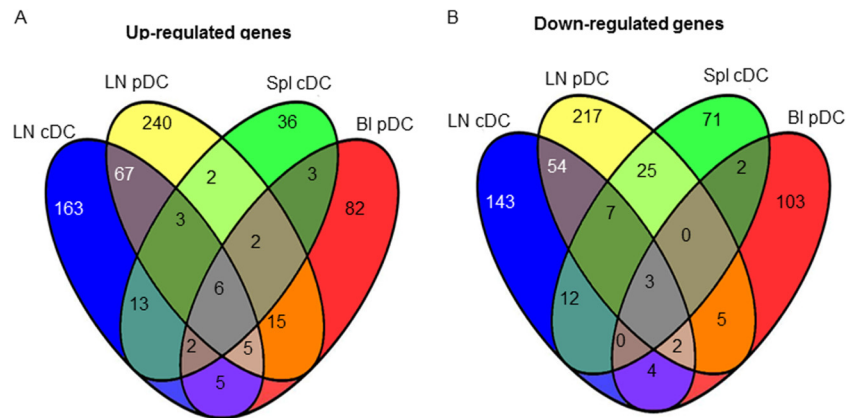 A
Up-regulated genes
LN pDC
Spl cDC
LN cDC
Bl pDC
240
36
67
2
3
163
3
82
2
6
13
15
2
5
5
B
Down-regulated genes
LN pDC
Spl cDC
LN cDC
Bl pDC
217
71
54
25
2
143
7
103
0
3
12
5
0
2
4